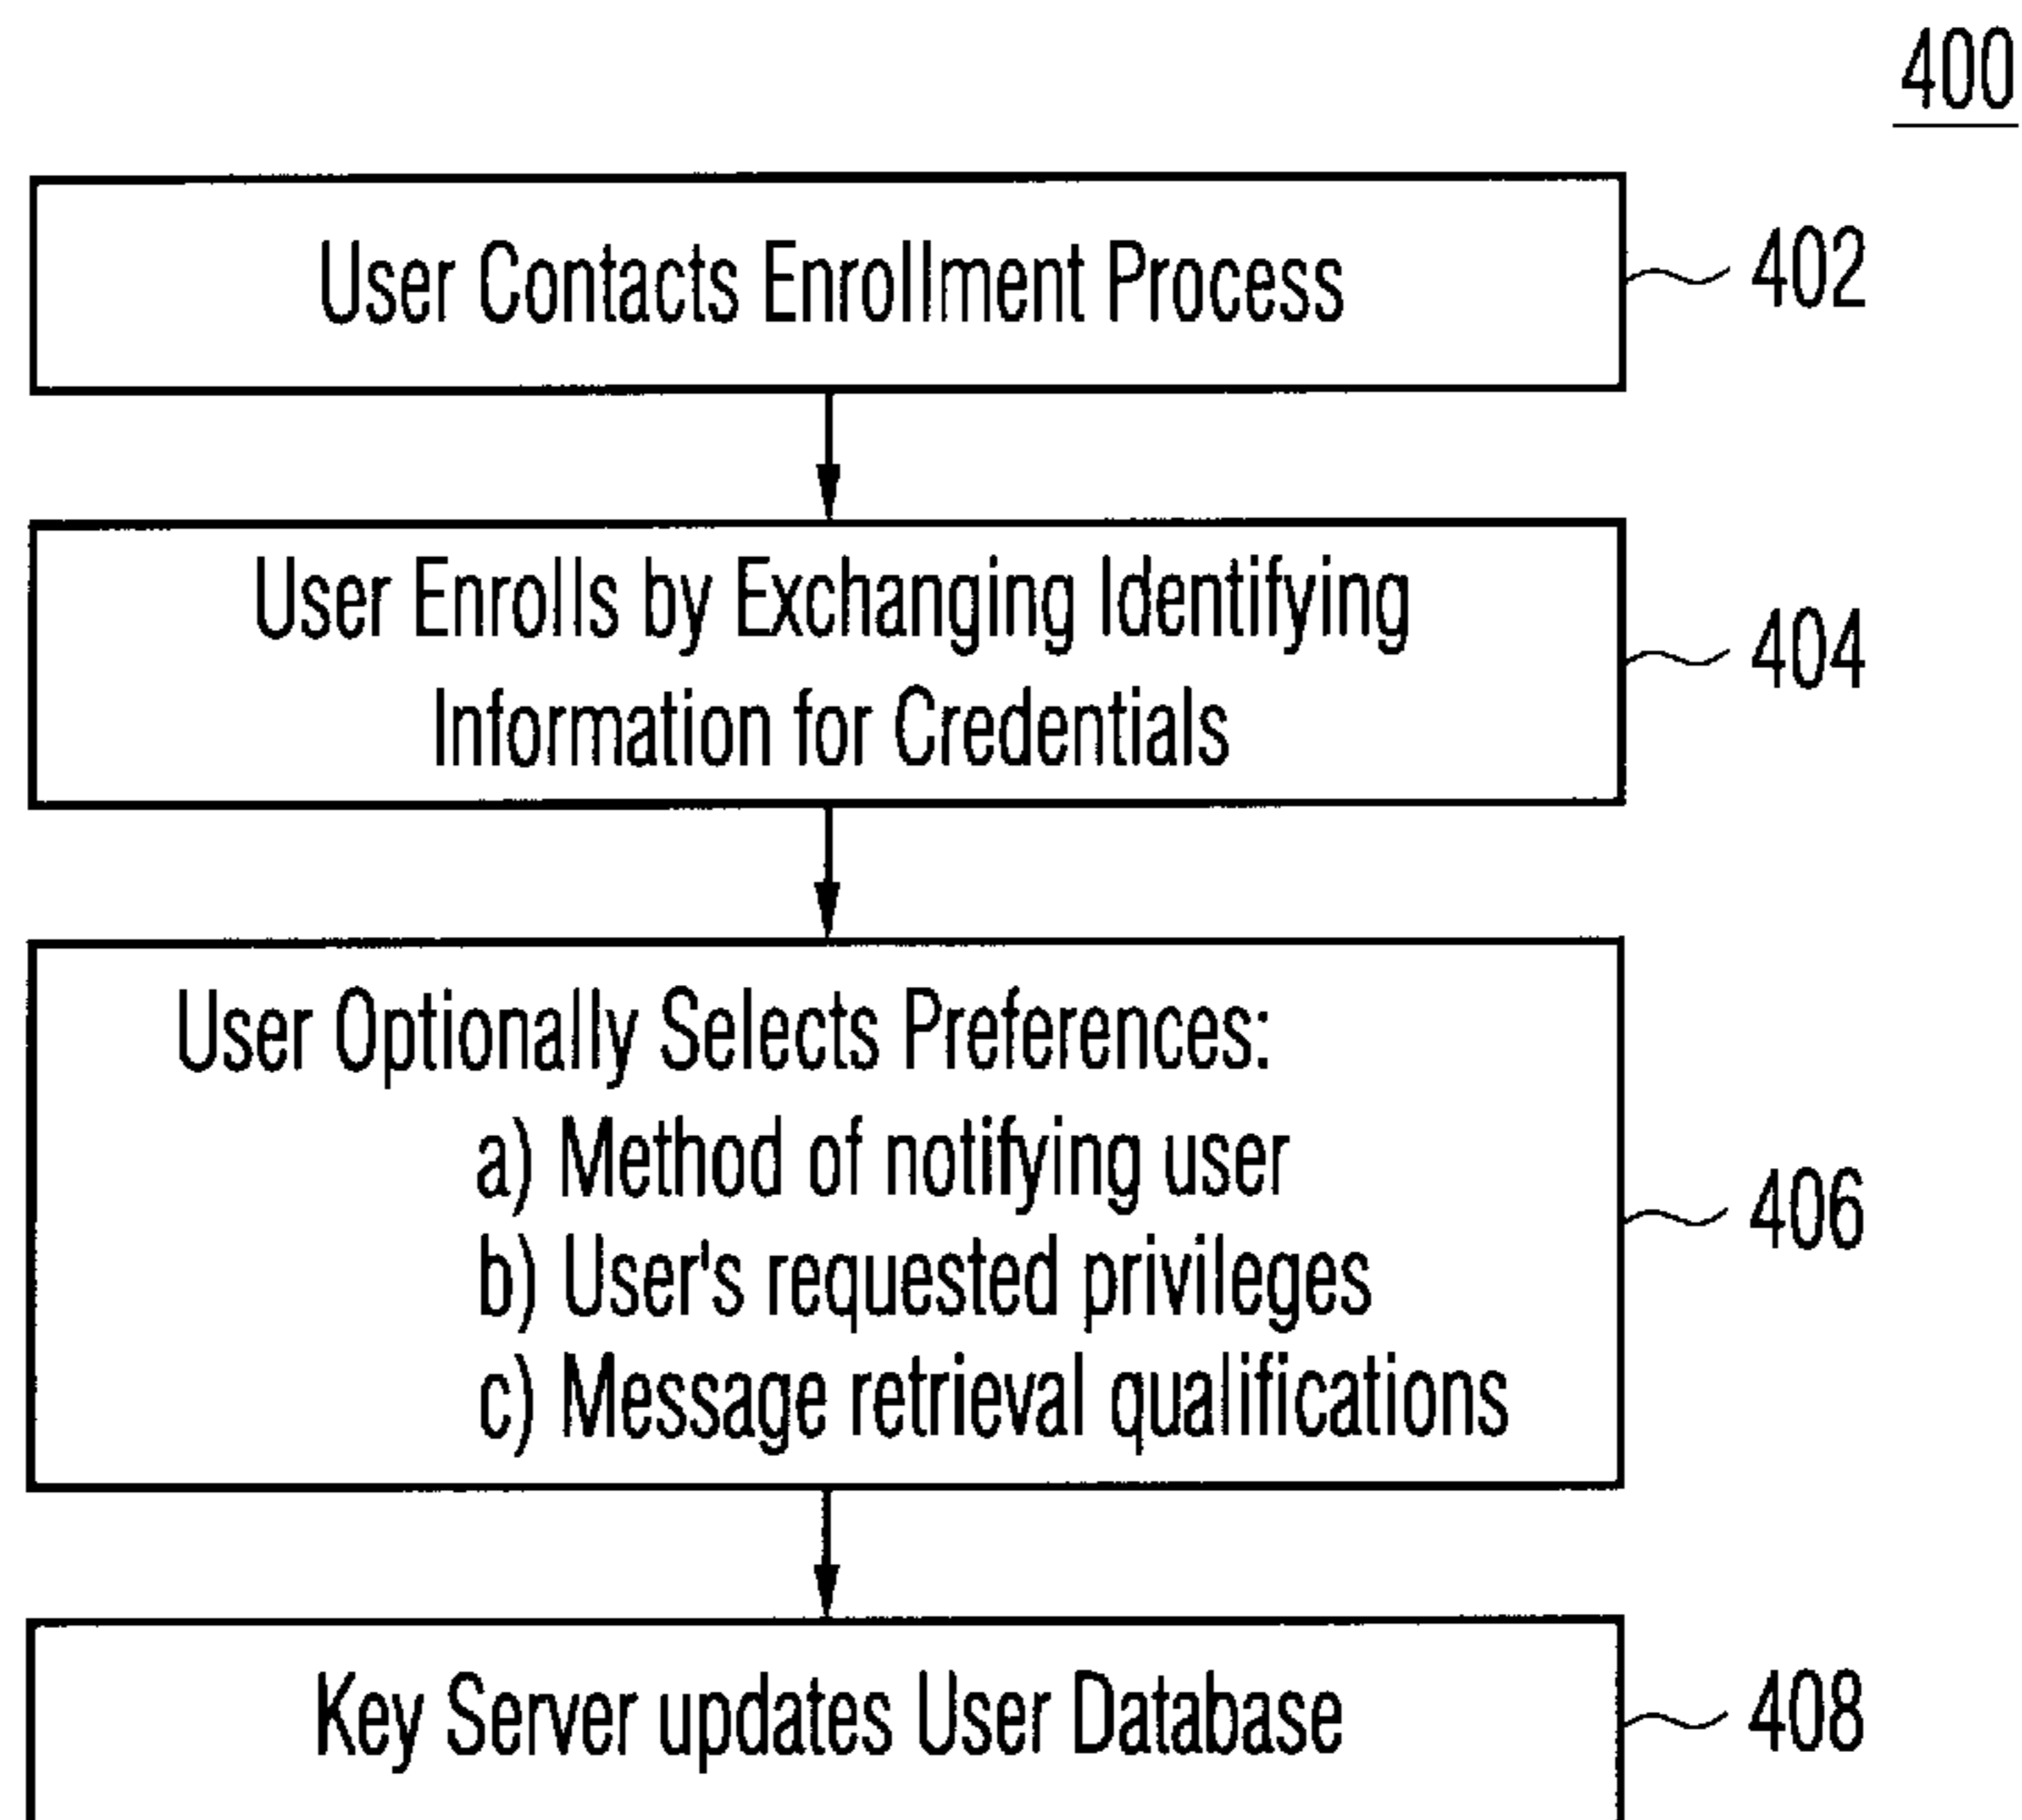 400
User Contacts Enrollment Process
402
User Enrolls by Exchanging Identifying
Information for Credentials
404
User Optionally Selects Preferences:
a) Method of notifying user
b) User's requested privileges
c) Message retrieval qualifications
406
Key Server updates User Database
408